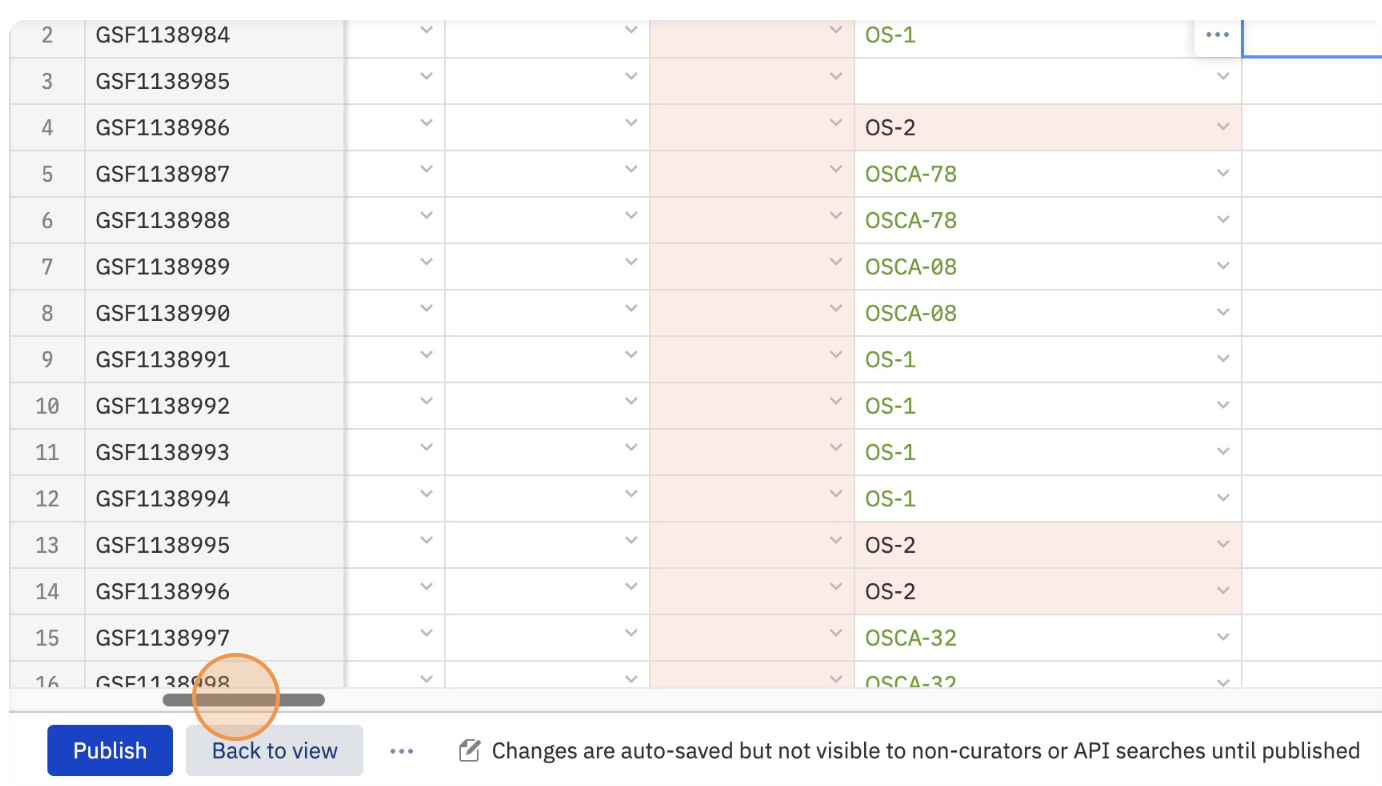 2 GSF1138984 OS-1
3 GSF1138985
4 GSF1138986 OS-2
5 GSF1138987 OSCA-78
6 GSF1138988 OSCA-78
7 GSF1138989 OSCA-08
8 GSF1138990 OSCA-08
9 GSF1138991 OS-1
10 GSF1138992 OS-1
11 GSF1138993 OS-1
12 GSF1138994 OS-1
13 GSF1138995 OS-2
14 GSF1138996 OS-2
15 GSF1138997 OSCA-32
16 GSF1138998 OSCA-32
Publish Back to view Changes are auto-saved but not visible to non-curators or API searches until published